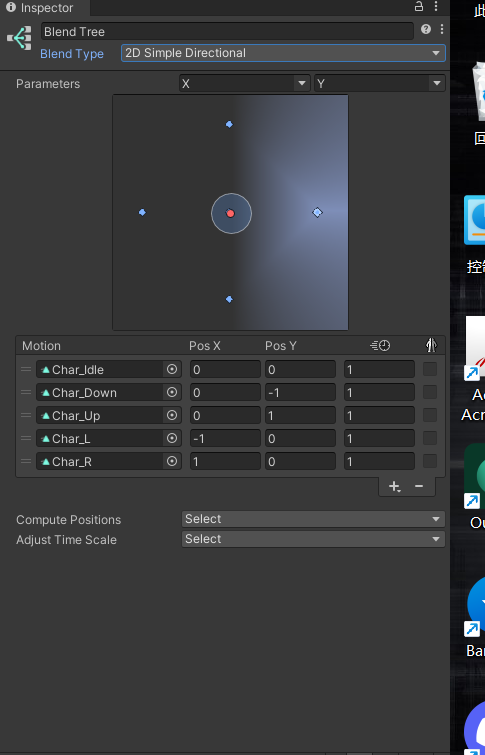 Inspector
Blend Tree
Blend Type 2D Simple Directional
Parameters X Y
Motion Pos X Pos Y
Char_Idle 0 0 1
Char_Down 0 -1 1
Char_Up 0 1 1
Char_L -1 0 1
Char_R 1 0 1
Compute Positions Select
Adjust Time Scale Select
此
回
控制
A
Acr
Ou
Ban